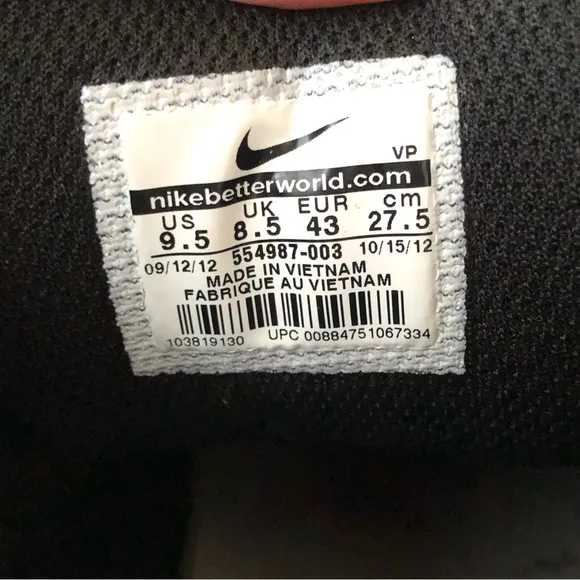 VP
nikebetterworld.com
US UK EUR cm
9.5 8.5 43 27.5
09/12/12 554987-003 10/15/12
MADE IN VIETNAM
FABRIQUE AU VIETNAM
103819130 UPC 00884751067334